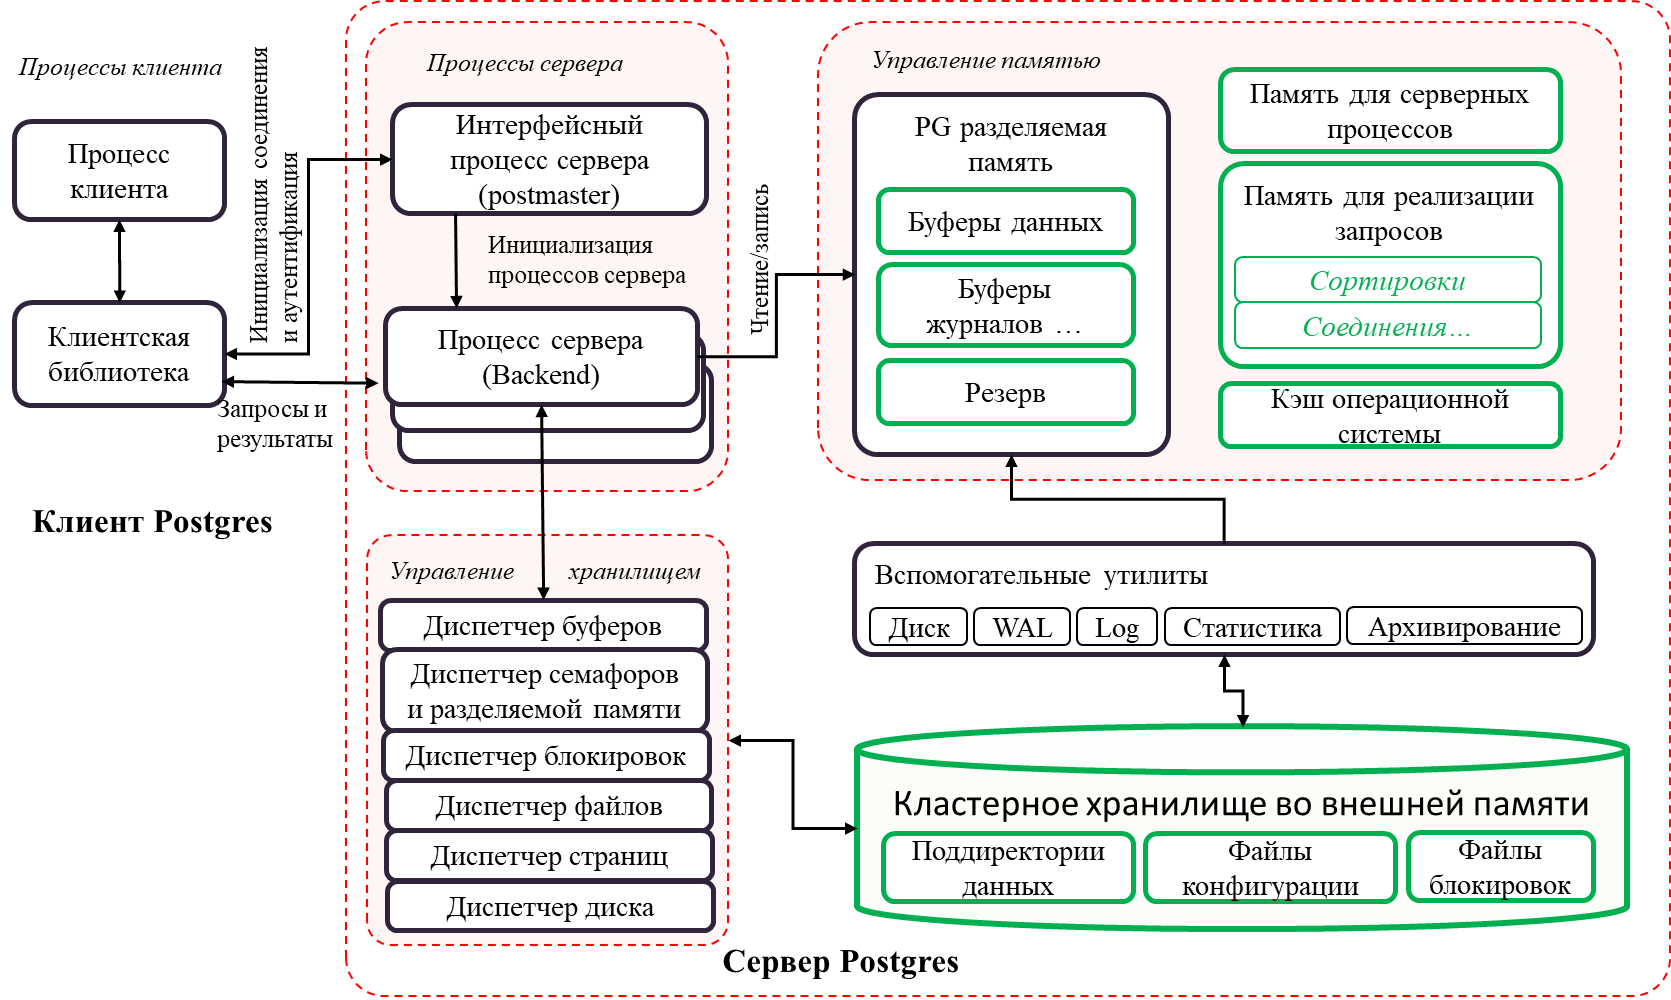 Процессы клиента
Процесс
клиента
Клиентская
библиотека
Инициализация соединения
и аутентификация
Запросы и
результаты
Клиент Postgres
Процессы сервера
Интерфейсный
процесс сервера
(postmaster)
Инициализация
процессов сервера
Процесс сервера
(Backend)
Чтение/запись
Управление памятью
PG разделяемая
память
Буферы данных
Буферы
журналов ...
Резерв
Память для серверных
процессов
Память для реализации
запросов
Сортировки
Соединения...
Кэш операционной
системы
Управление хранилищем
Диспетчер буферов
Диспетчер семафоров
и разделяемой памяти
Диспетчер блокировок
Диспетчер файлов
Диспетчер страниц
Диспетчер диска
Вспомогательные утилиты
Диск WAL Log Статистика Архивирование
Кластерное хранилище во внешней памяти
Поддиректории
данных
Файлы
конфигурации
Файлы
блокировок
Сервер Postgres